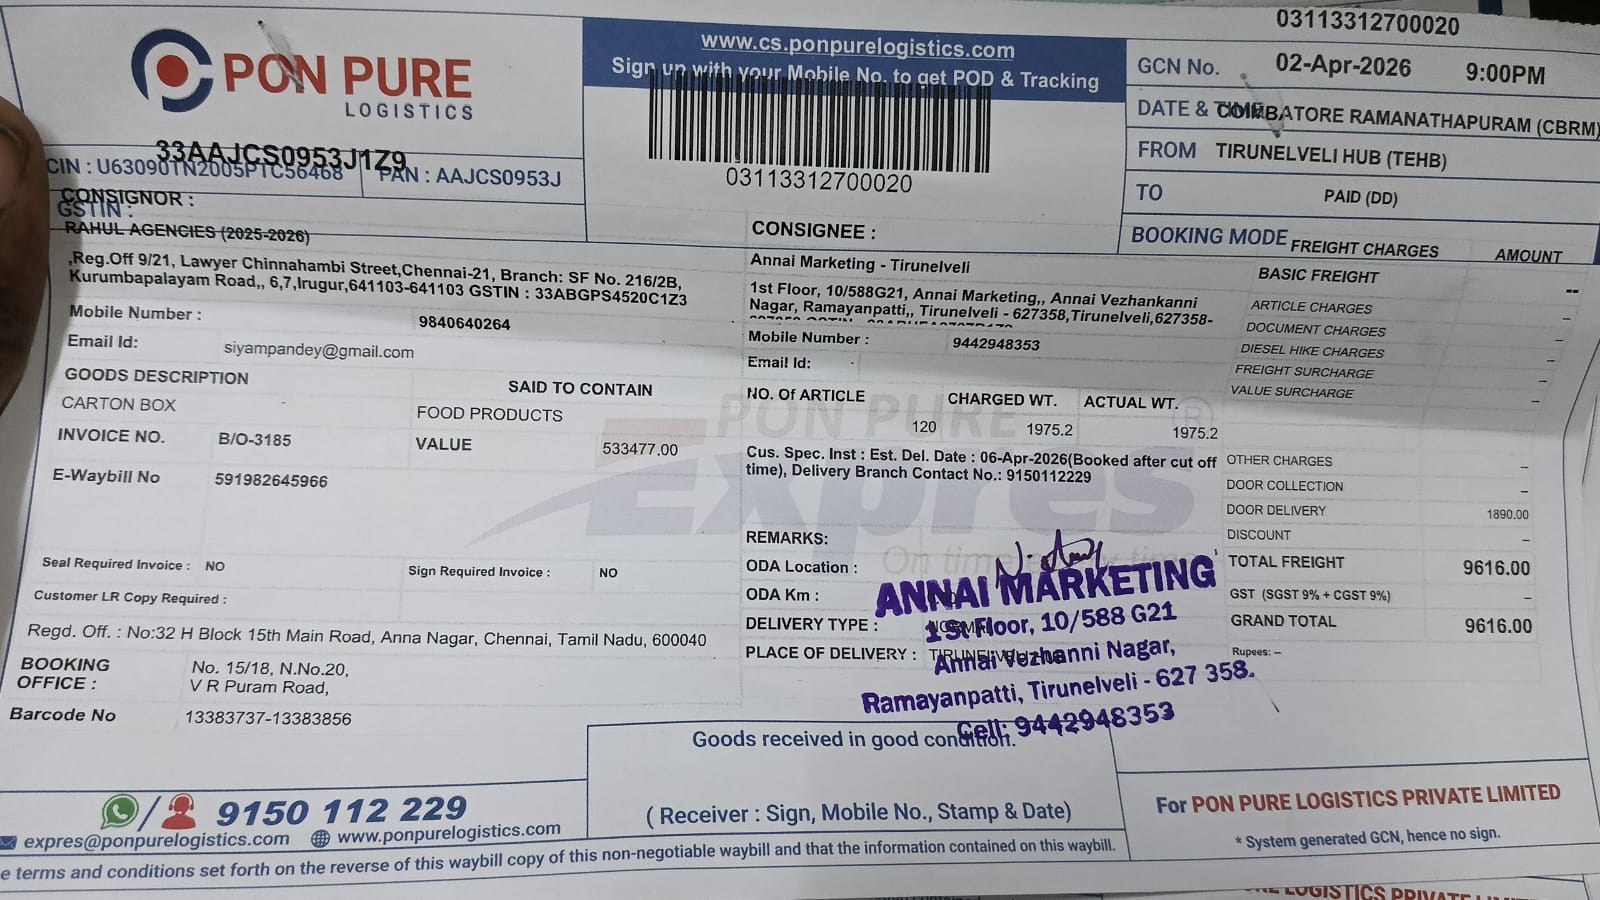 03113312700020
PON PURE
LOGISTICS
www.cs.ponpurelogistics.com
Sign up with your Mobile No. to get POD & Tracking
03113312700020
GCN No. 02-Apr-2026 9:00PM
DATE & TIME COIMBATORE RAMANATHAPURAM (CBRM)
FROM TIRUNELVELI HUB (TEHB)
TO PAID (DD)
BOOKING MODE
33AAJCS0953J1Z9
CIN : U63090TN2005PTC56468 PAN : AAJCS0953J
GSTIN :
CONSIGNOR :
RAHUL AGENCIES (2025-2026)
,Reg.Off 9/21, Lawyer Chinnahambi Street,Chennai-21, Branch: SF No. 216/2B,
Kurumbapalayam Road,, 6,7,Irugur,641103-641103 GSTIN : 33ABGPS4520C1Z3
Mobile Number : 9840640264
Email Id: siyampandey@gmail.com
CONSIGNEE :
Annai Marketing - Tirunelveli
1st Floor, 10/588G21, Annai Marketing,, Annai Vezhankanni
Nagar, Ramayanpatti,, Tirunelveli - 627358,Tirunelveli,627358-
Mobile Number : 9442948353
Email Id:
GOODS DESCRIPTION SAID TO CONTAIN
CARTON BOX - FOOD PRODUCTS
INVOICE NO. B/O-3185 VALUE 533477.00
E-Waybill No 591982645966
NO. Of ARTICLE CHARGED WT. ACTUAL WT.
120 1975.2 1975.2
Cus. Spec. Inst : Est. Del. Date : 06-Apr-2026(Booked after cut off
time), Delivery Branch Contact No.: 9150112229
PON PURE ®
Expres
On time
REMARKS:
ODA Location :
ODA Km :
DELIVERY TYPE : NORMAL
PLACE OF DELIVERY : TIRUNELVELI
ANNAI MARKETING
1 St Floor, 10/588 G21
Annai Vezhanni Nagar,
Ramayanpatti, Tirunelveli - 627 358.
Cell: 9442948353
FREIGHT CHARGES AMOUNT
BASIC FREIGHT --
ARTICLE CHARGES –
DOCUMENT CHARGES –
DIESEL HIKE CHARGES –
FREIGHT SURCHARGE –
VALUE SURCHARGE –
OTHER CHARGES –
DOOR COLLECTION –
DOOR DELIVERY 1890.00
DISCOUNT –
TOTAL FREIGHT 9616.00
GST (SGST 9% + CGST 9%) –
GRAND TOTAL 9616.00
Rupees: –
Seal Required Invoice : NO Sign Required Invoice : NO
Customer LR Copy Required :
Regd. Off. : No:32 H Block 15th Main Road, Anna Nagar, Chennai, Tamil Nadu, 600040
BOOKING OFFICE : No. 15/18, N.No.20,
V R Puram Road,
Barcode No 13383737-13383856
Goods received in good condition.
( Receiver : Sign, Mobile No., Stamp & Date)
For PON PURE LOGISTICS PRIVATE LIMITED
* System generated GCN, hence no sign.
/ 9150 112 229
expres@ponpurelogistics.com www.ponpurelogistics.com
e terms and conditions set forth on the reverse of this waybill copy of this non-negotiable waybill and that the information contained on this waybill.
LOGISTICS PRIVATE